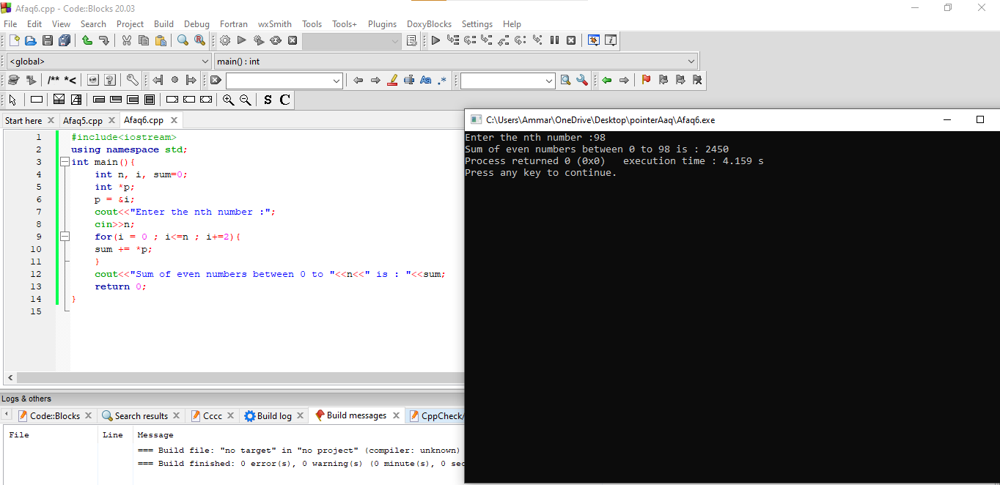 Afaq6.cpp - Code::Blocks 20.03
File Edit View Search Project Build Debug Fortran wxSmith Tools Tools+ Plugins DoxyBlocks Settings Help
<global> main() : int
/** *<
Aa .*
S C
Start here Afaq5.cpp Afaq6.cpp
1 #include<iostream>
2 using namespace std;
3 int main(){
4 int n, i, sum=0;
5 int *p;
6 p = &i;
7 cout<<"Enter the nth number :";
8 cin>>n;
9 for(i = 0 ; i<=n ; i+=2){
10 sum += *p;
11 }
12 cout<<"Sum of even numbers between 0 to "<<n<<" is : "<<sum;
13 return 0;
14 }
15
C:\Users\Ammar\OneDrive\Desktop\pointerAaq\Afaq6.exe
Enter the nth number :98
Sum of even numbers between 0 to 98 is : 2450
Process returned 0 (0x0)   execution time : 4.159 s
Press any key to continue.
Logs & others
Code::Blocks Search results Cccc Build log Build messages CppCheck/
File Line Message
=== Build file: "no target" in "no project" (compiler: unknown)
=== Build finished: 0 error(s), 0 warning(s) (0 minute(s), 0 sec